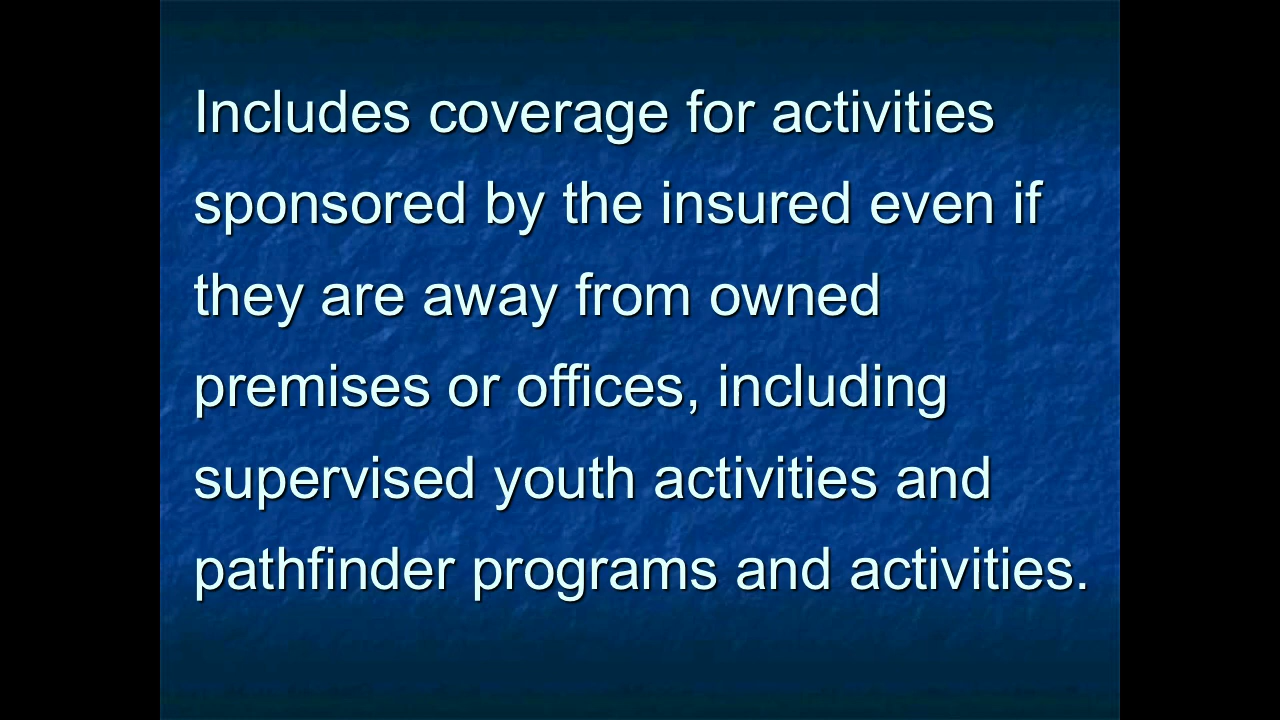 Includes coverage for activities
sponsored by the insured even if
they are away from owned
premises or offices, including
supervised youth activities and
pathfinder programs and activities.